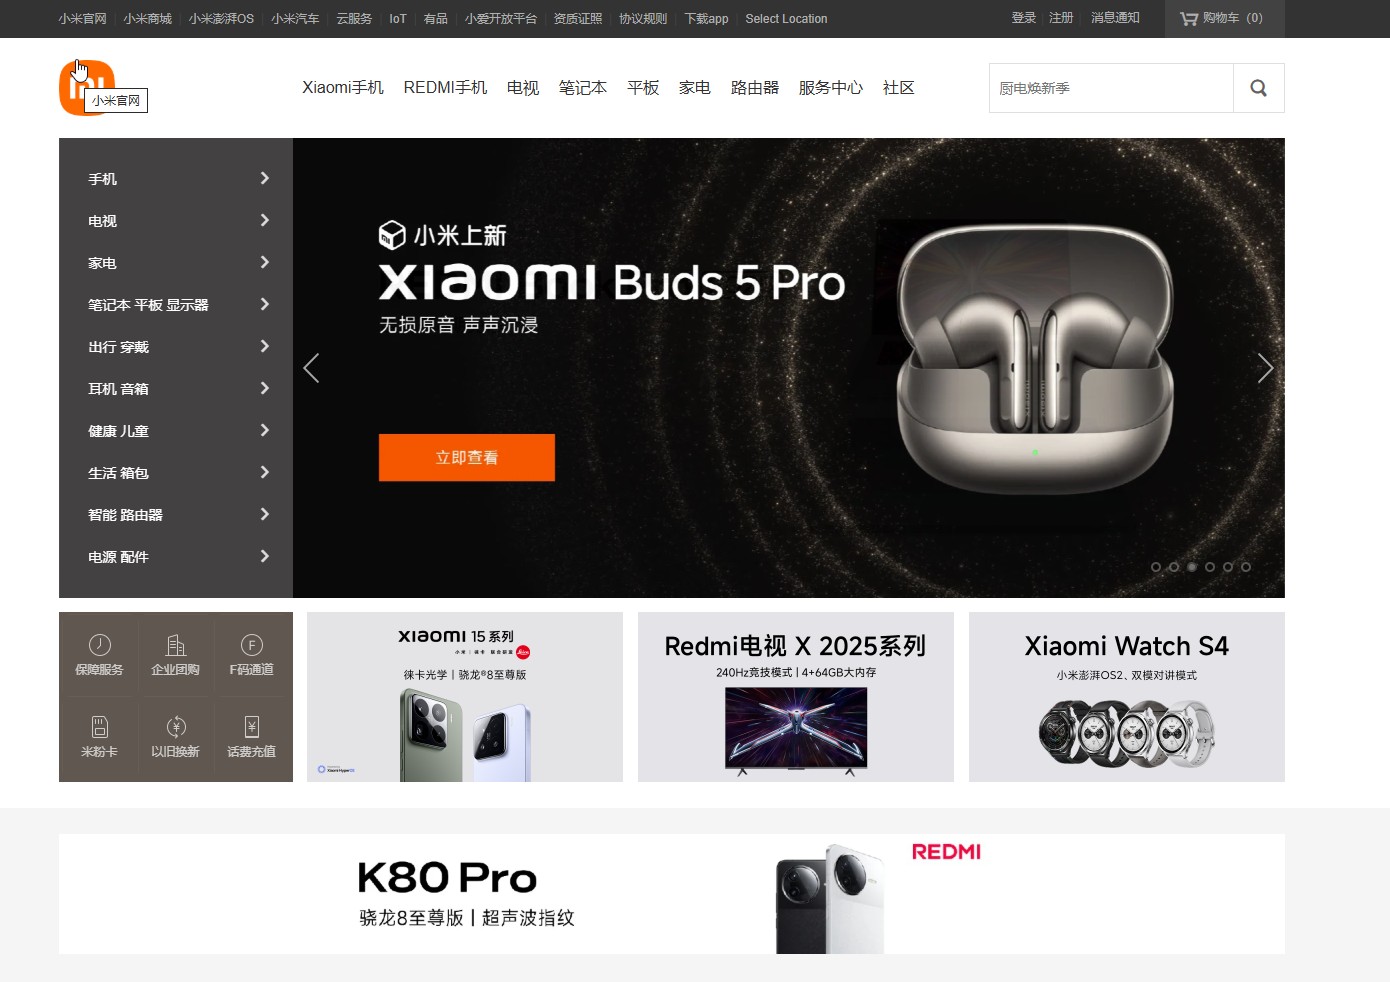 小米官网 小米商城 小米澎湃OS 小米汽车 云服务 IoT 有品 小爱开放平台 资质证照 协议规则 下载app Select Location 登录 注册 消息通知 购物车（0）
小米官网
Xiaomi手机 REDMI手机 电视 笔记本 平板 家电 路由器 服务中心 社区
厨电焕新季
手机
电视
家电
笔记本 平板 显示器
出行 穿戴
耳机 音箱
健康 儿童
生活 箱包
智能 路由器
电源 配件
小米上新
xiaomi Buds 5 Pro
无损原音 声声沉浸
立即查看
保障服务 企业团购 F码通道
米粉卡 以旧换新 话费充值
xiaomi 15 系列
小米 | 徕卡 联合研发
徕卡光学 | 骁龙®8至尊版
Xiaomi HyperOS
Redmi电视 X 2025系列
240Hz竞技模式 | 4+64GB大内存
Xiaomi Watch S4
小米澎湃OS2、双模对讲模式
K80 Pro
骁龙8至尊版 | 超声波指纹
REDMI